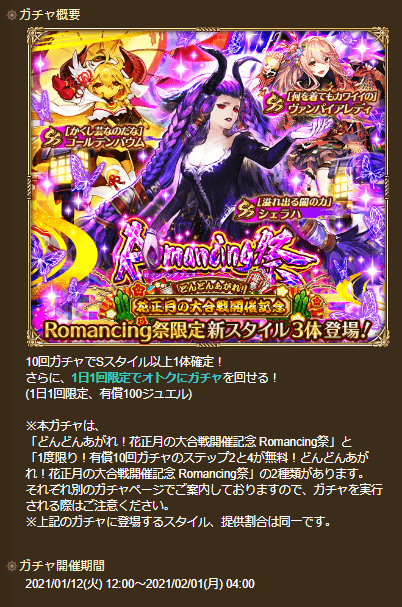 ガチャ概要
[何を着てもカワイイの]
ヴァンパイアレディ
SS
[かくし芸なのだな]
ゴールデンバウム
SS
[溢れ出る闇の力]
シェラハ
SS
Romancing祭
どんどんあがれ!
花正月の大合戦開催記念
Romancing祭限定新スタイル3体登場!
10回ガチャでSスタイル以上1体確定!
さらに、1日1回限定でオトクにガチャを回せる!
(1日1回限定、有償100ジュエル)
※本ガチャは、
「どんどんあがれ!花正月の大合戦開催記念 Romancing祭」と
「1度限り!有償10回ガチャのステップ2と4が無料!どんどんあが
れ!花正月の大合戦開催記念 Romancing祭」の2種類があります。
それぞれ別のガチャページでご案内しておりますので、ガチャを実行
される際はご注意ください。
※上記のガチャに登場するスタイル、提供割合は同一です。
ガチャ開催期間
2021/01/12(火) 12:00~2021/02/01(月) 04:00